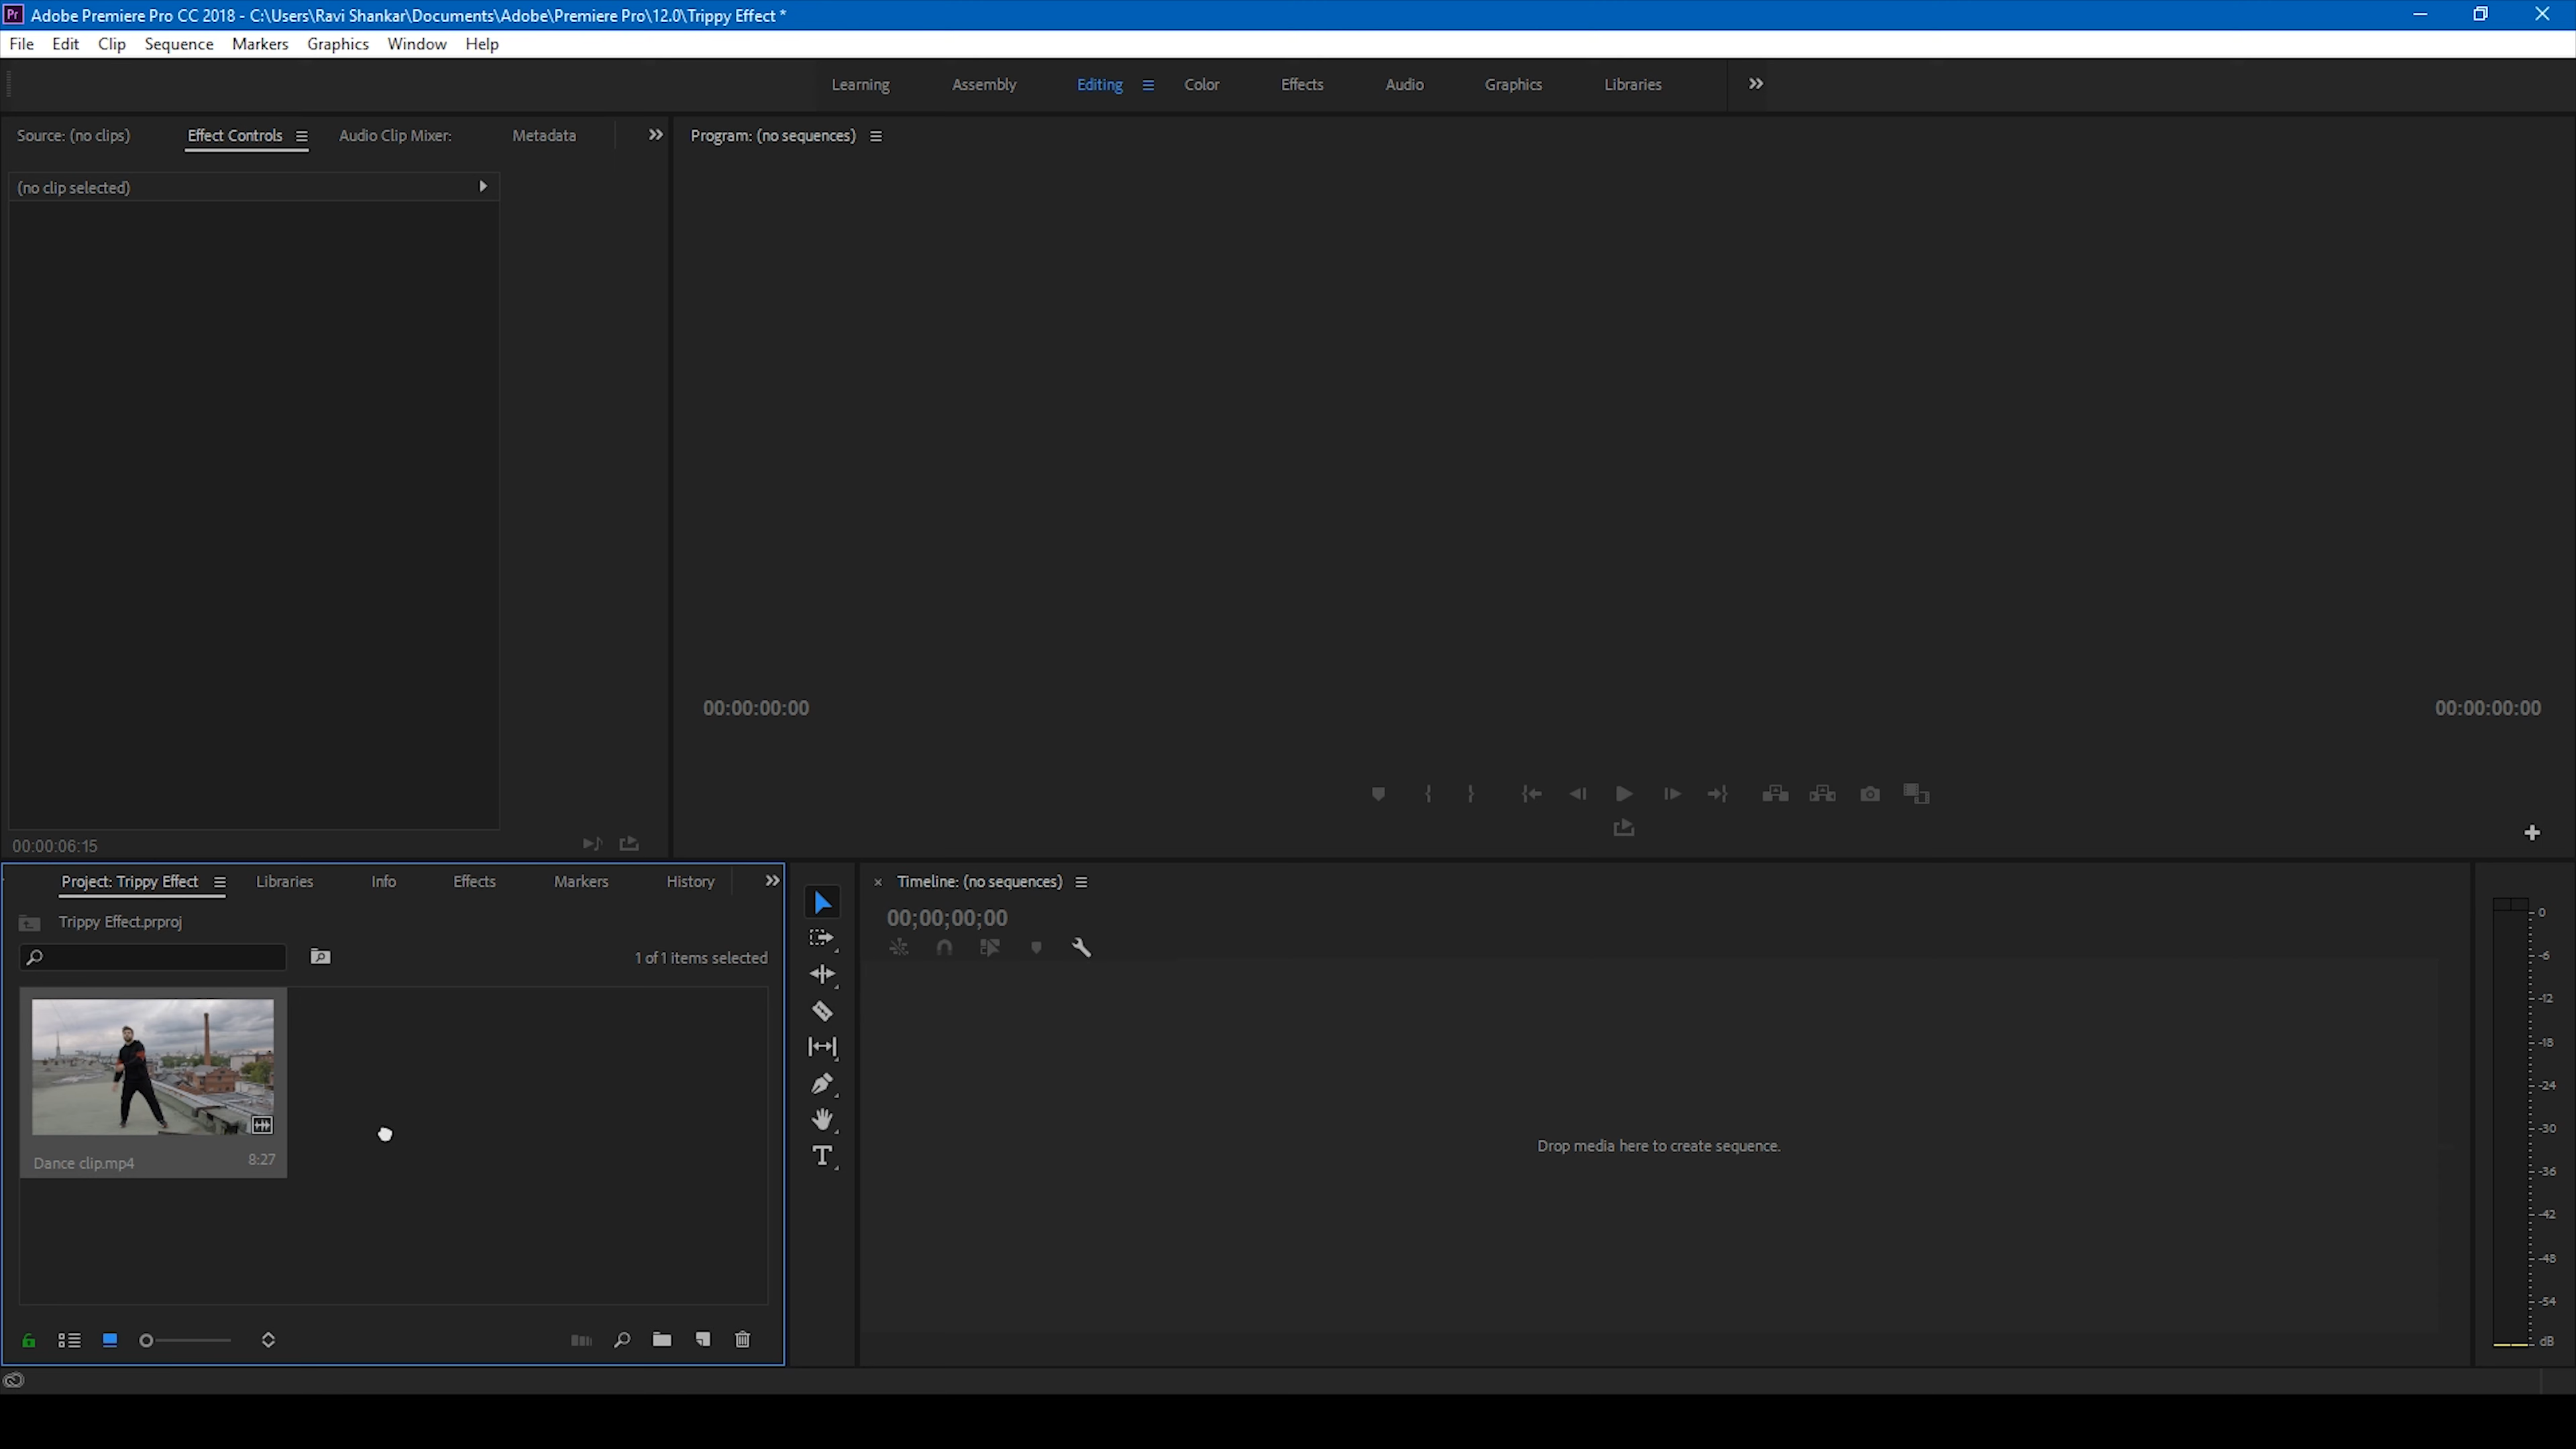 Pr Adobe Premiere Pro CC 2018 - C:\Users\Ravi Shankar\Documents\Adobe\Premiere Pro\12.0\Trippy Effect *
File Edit Clip Sequence Markers Graphics Window Help
Learning Assembly Editing Color Effects Audio Graphics Libraries
Source: (no clips) Effect Controls Audio Clip Mixer: Metadata
Program: (no sequences)
(no clip selected)
00:00:00:00 00:00:00:00
00:00:06:15
Project: Trippy Effect Libraries Info Effects Markers History
Timeline: (no sequences)
Trippy Effect.prproj
00;00;00;00
1 of 1 items selected
Dance clip.mp4 8:27
Drop media here to create sequence.
0
-6
-12
-18
-24
-30
-36
-42
-48
-54
dB